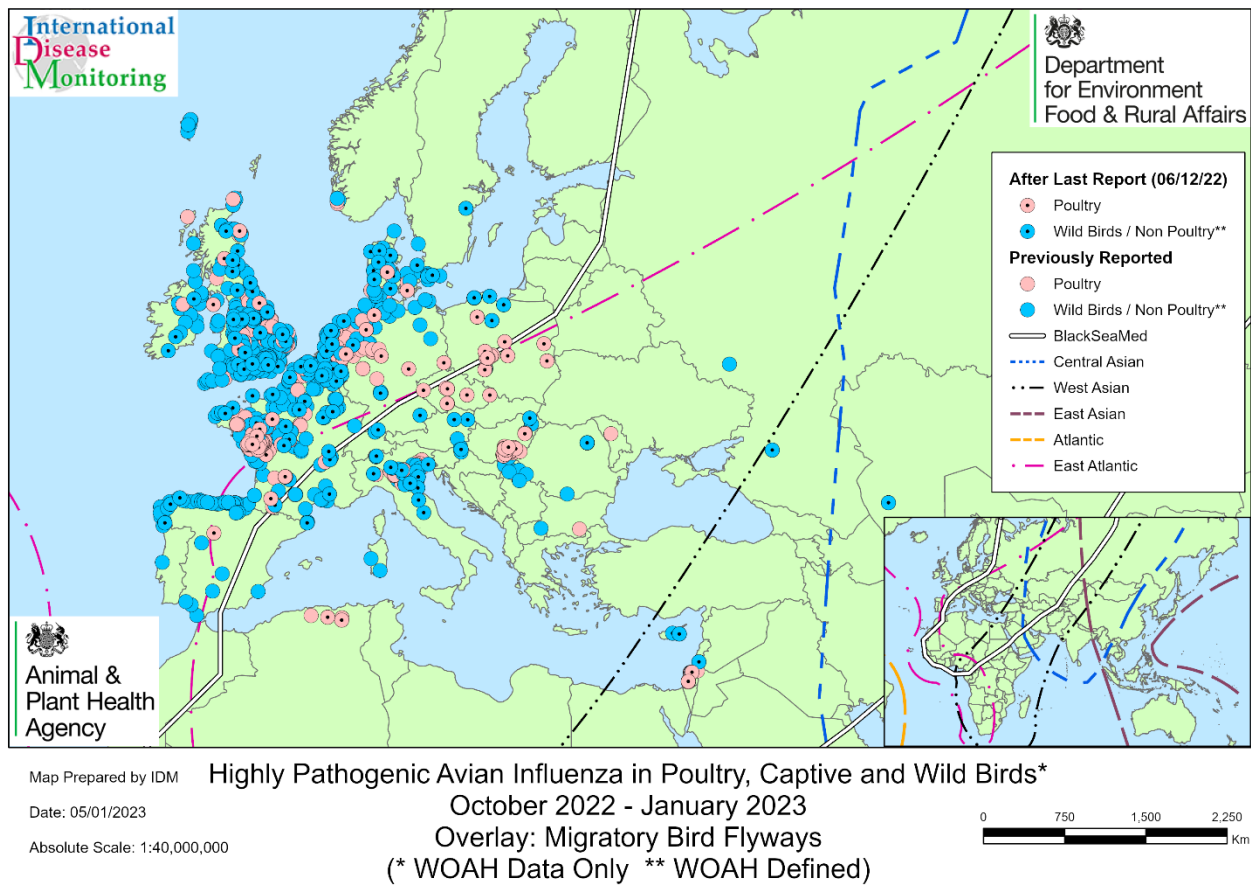 International
Disease
Monitoring
Department
for Environment
Food & Rural Affairs
After Last Report (06/12/22)
Poultry
Wild Birds / Non Poultry**
Previously Reported
Poultry
Wild Birds / Non Poultry**
BlackSeaMed
Central Asian
West Asian
East Asian
Atlantic
East Atlantic
Animal &
Plant Health
Agency
Map Prepared by IDM
Date: 05/01/2023
Absolute Scale: 1:40,000,000
Highly Pathogenic Avian Influenza in Poultry, Captive and Wild Birds*
October 2022 - January 2023
Overlay: Migratory Bird Flyways
(* WOAH Data Only ** WOAH Defined)
0 750 1,500 2,250
Km